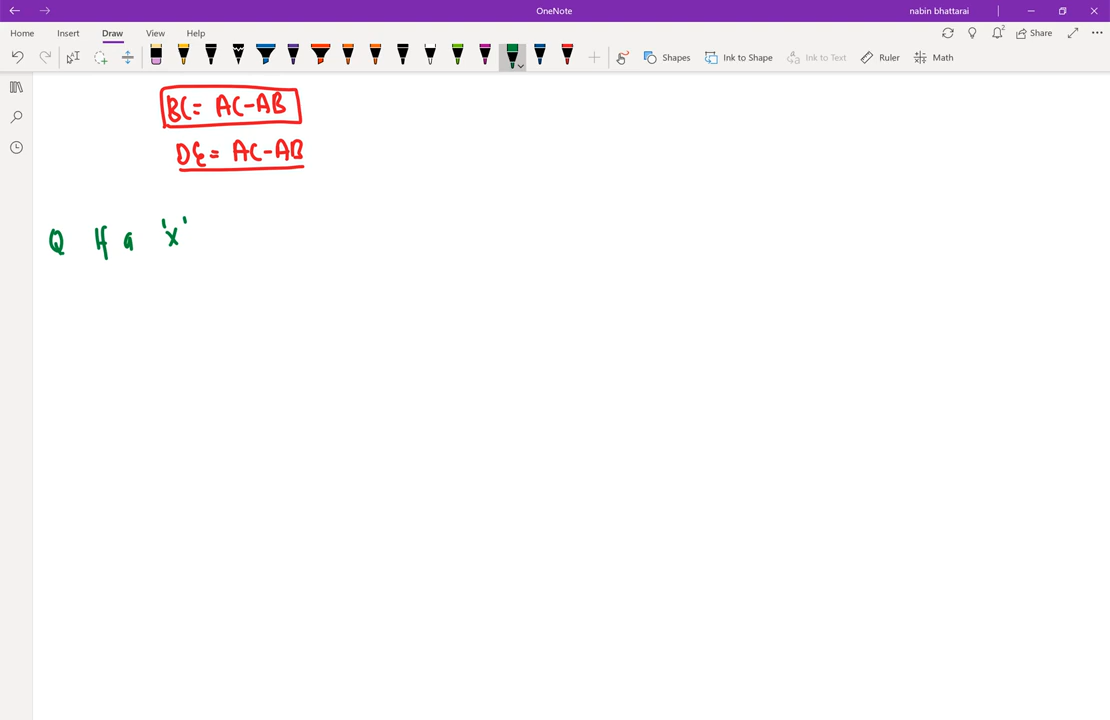 OneNote
nabin bhattarai
Home Insert Draw View Help
2 Share
Shapes Ink to Shape Ink to Text Ruler Math
BC = AC-AB
DE = AC-AB
Q If a 'x'